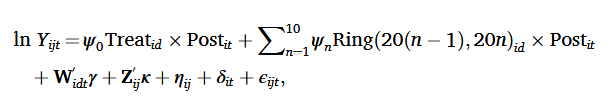 ln Y_{ijt} = ψ_0 Treat_{id} × Post_{it} + ∑_{n−1}^{10} ψ_n Ring(20(n − 1), 20n)_{id} × Post_{it}
+ W′_{idt}γ + Z′_{ij}κ + η_{ij} + δ_{it} + ϵ_{ijt},